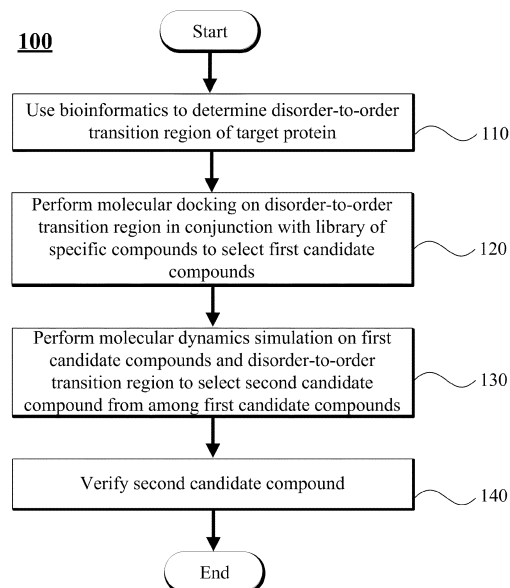 Start
100
Use bioinformatics to determine disorder-to-order
transition region of target protein
110
Perform molecular docking on disorder-to-order
transition region in conjunction with library of
specific compounds to select first candidate
compounds
120
Perform molecular dynamics simulation on first
candidate compounds and disorder-to-order
transition region to select second candidate
compound from among first candidate compounds
130
Verify second candidate compound
140
End